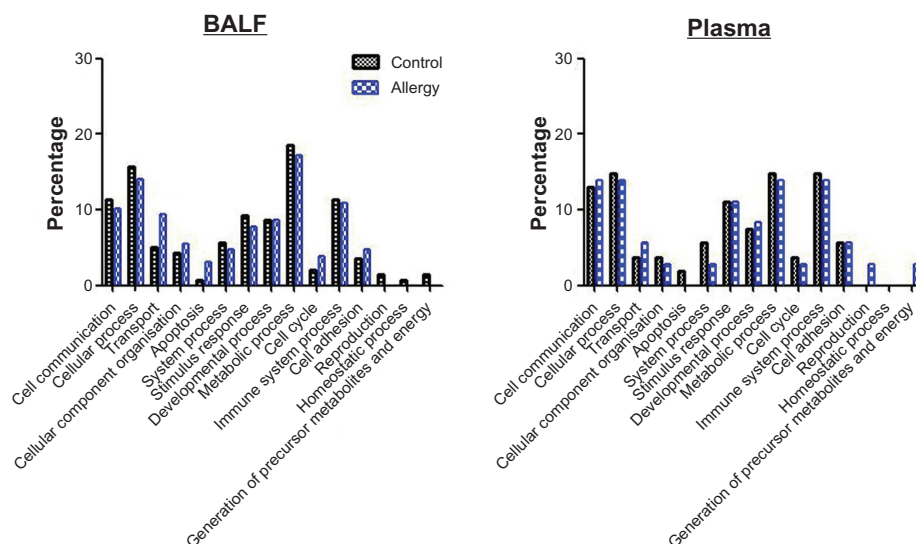 BALF
Percentage
30
20
10
0
Control
Allergy
Cell communication
Cellular process
Transport
Cellular component organisation
Apoptosis
System process
Stimulus response
Developmental process
Metabolic process
Cell cycle
Immune system process
Cell adhesion
Reproduction
Homeostatic process
Generation of precursor metabolites and energy
Plasma
Percentage
30
20
10
0
Cell communication
Cellular process
Transport
Cellular component organisation
Apoptosis
System process
Stimulus response
Developmental process
Metabolic process
Cell cycle
Immune system process
Cell adhesion
Reproduction
Homeostatic process
Generation of precursor metabolites and energy